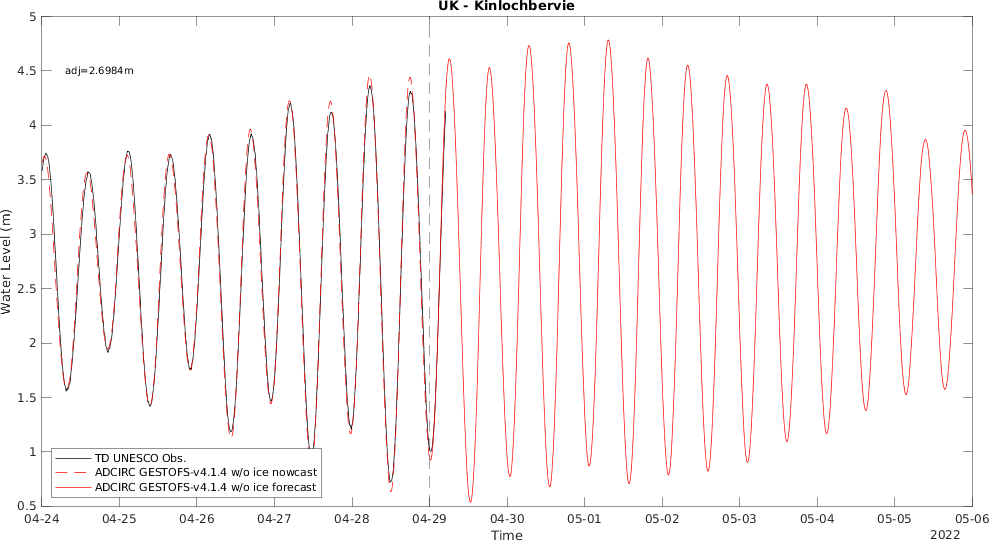 UK - Kinlochbervie
5
4.5
4
3.5
3
2.5
2
1.5
1
0.5
Water Level (m)
adj=2.6984m
TD UNESCO Obs.
ADCIRC GESTOFS-v4.1.4 w/o ice nowcast
ADCIRC GESTOFS-v4.1.4 w/o ice forecast
04-24 04-25 04-26 04-27 04-28 04-29 04-30 05-01 05-02 05-03 05-04 05-05 05-06
Time
2022